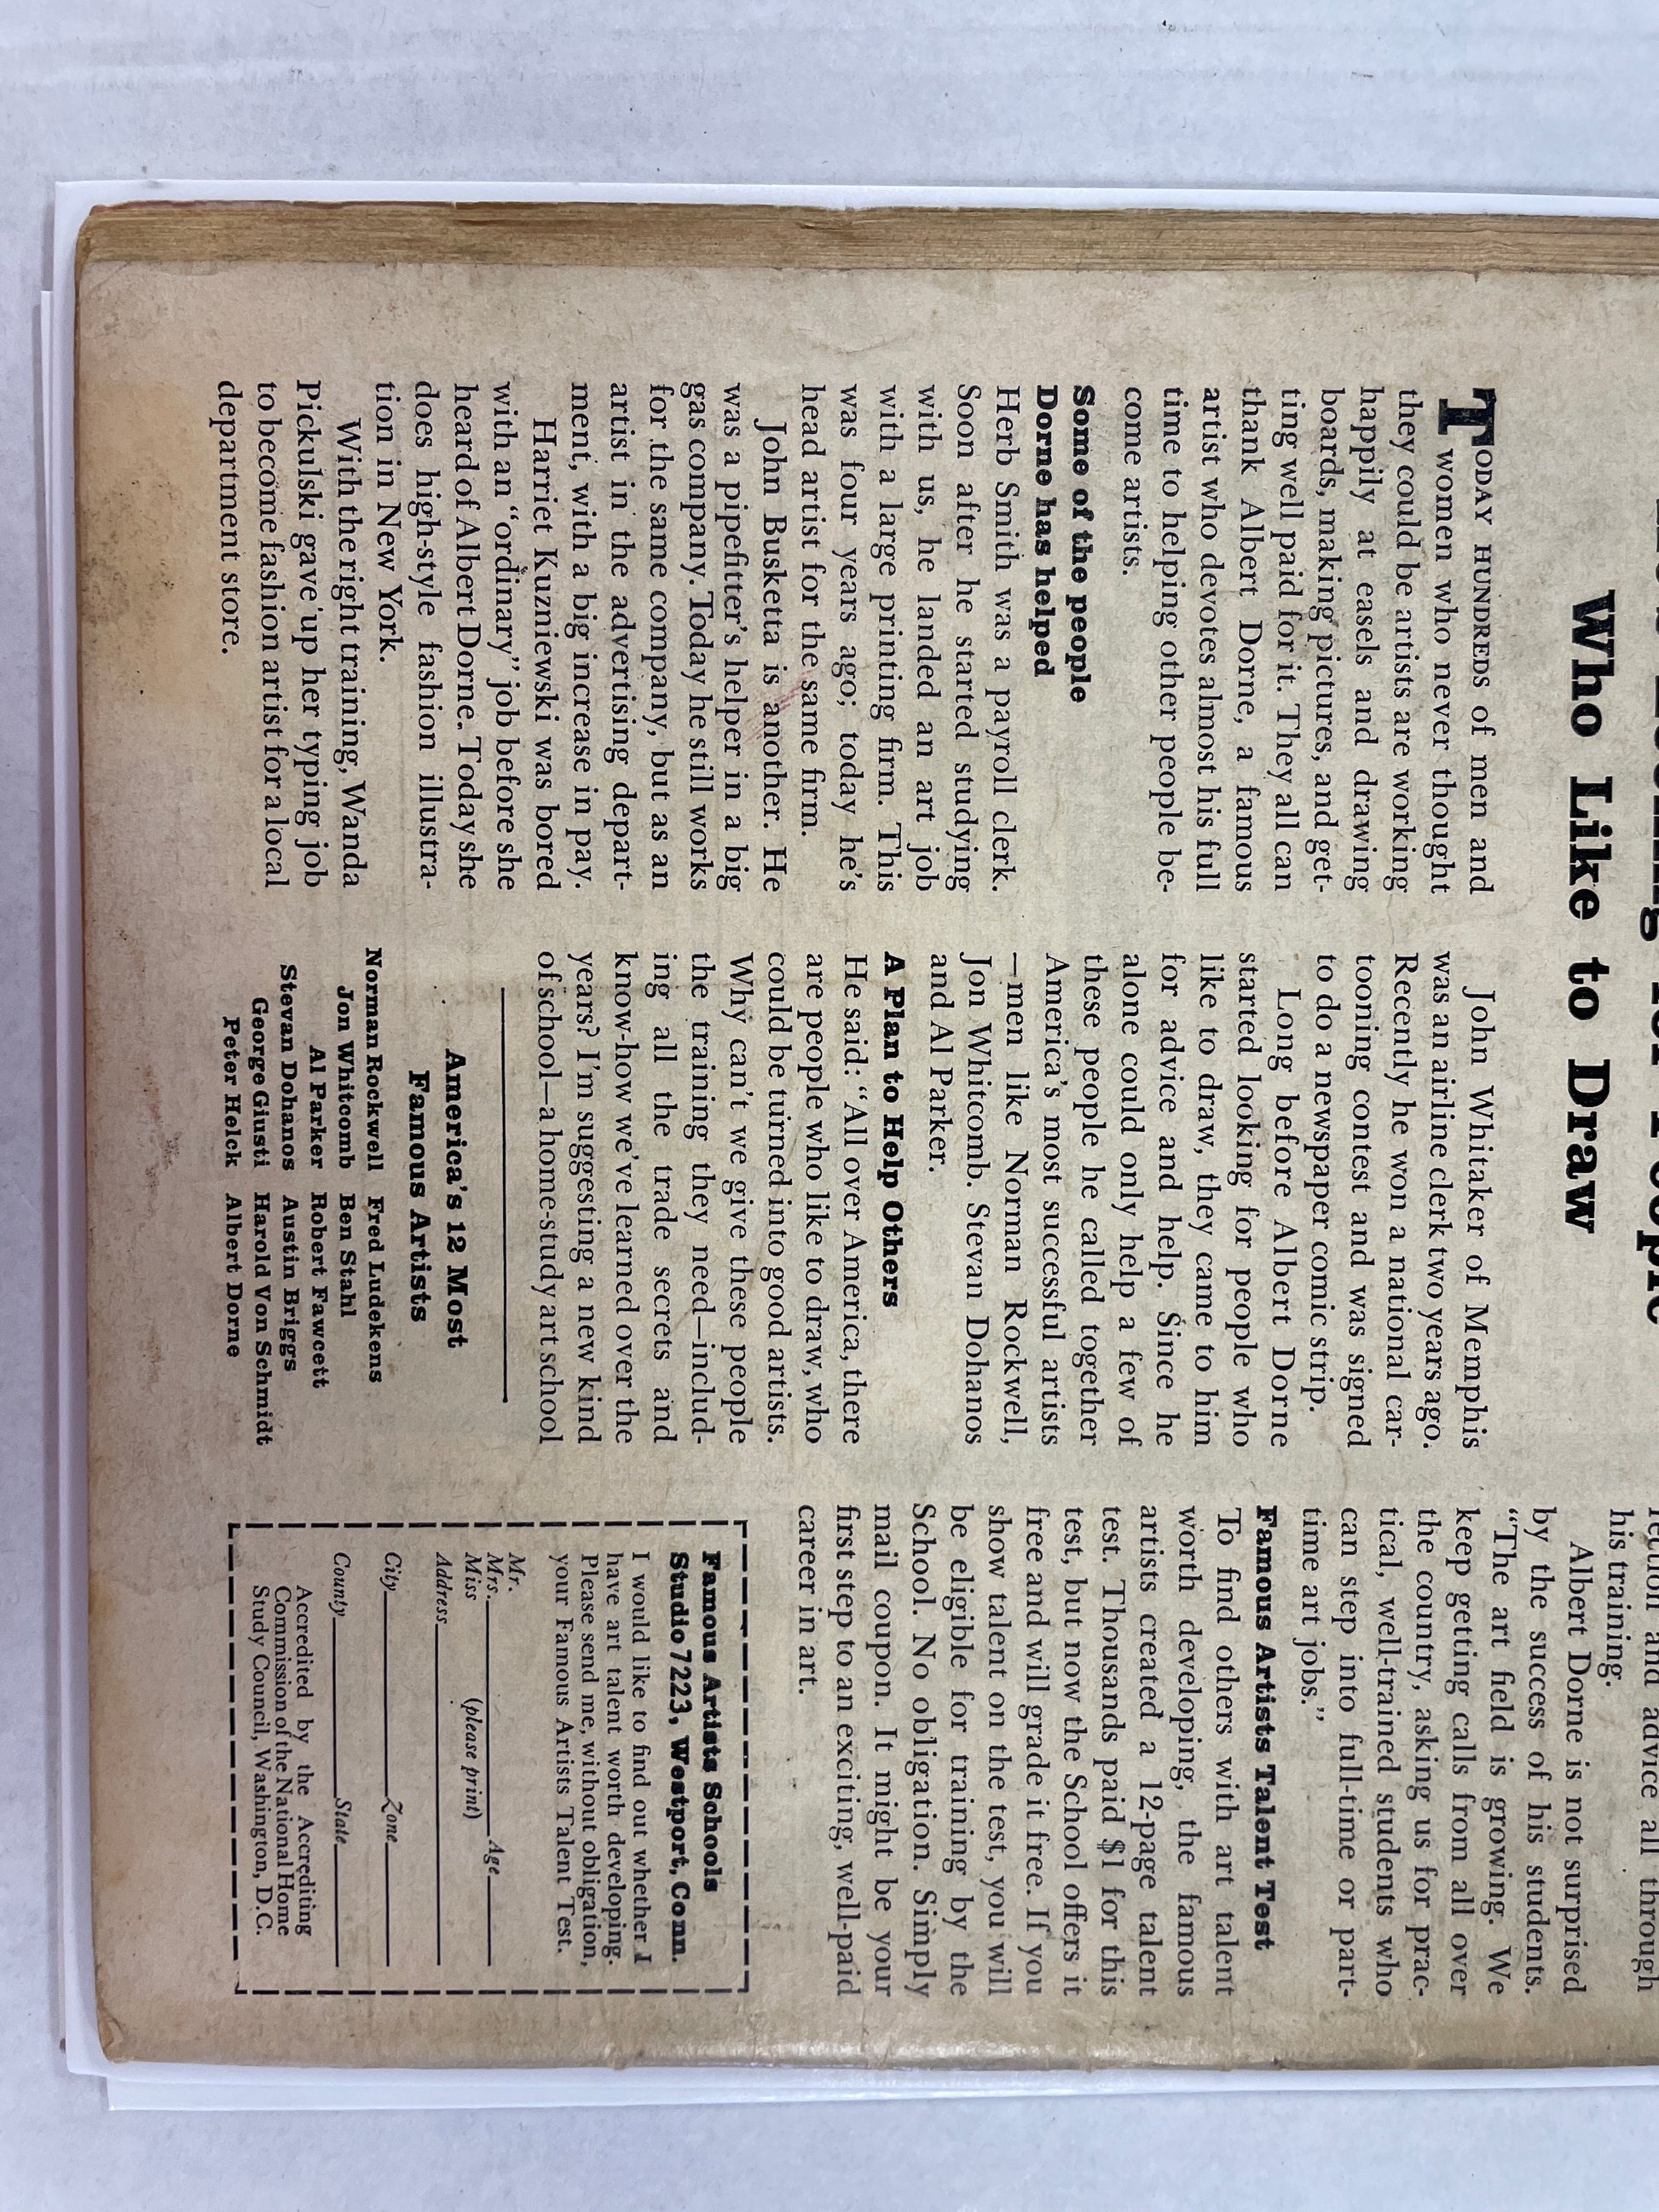 Who Like to Draw
TODAY HUNDREDS of men and
women who never thought
they could be artists are working
happily at easels and drawing
boards, making pictures, and get-
ting well paid for it. They all can
thank Albert Dorne, a famous
artist who devotes almost his full
time to helping other people be-
come artists.
Some of the people
Dorne has helped
Herb Smith was a payroll clerk.
Soon after he started studying
with us, he landed an art job
with a large printing firm. This
was four years ago; today he's
head artist for the same firm.
John Busketta is another. He
was a pipefitter's helper in a big
gas company. Today he still works
for the same company, but as an
artist in the advertising depart-
ment, with a big increase in pay.
Harriet Kuzniewski was bored
with an "ordinary" job before she
heard of Albert Dorne. Today she
does high-style fashion illustra-
tion in New York.
With the right training, Wanda
Pickulski gave up her typing job
to become fashion artist for a local
department store.
John Whitaker of Memphis
was an airline clerk two years ago.
Recently he won a national car-
tooning contest and was signed
to do a newspaper comic strip.
Long before Albert Dorne
started looking for people who
like to draw, they came to him
for advice and help. Since he
alone could only help a few of
these people he called together
America's most successful artists
—men like Norman Rockwell,
Jon Whitcomb. Stevan Dohanos
and Al Parker.
A Plan to Help Others
He said: "All over America, there
are people who like to draw, who
could be turned into good artists.
Why can't we give these people
the training they need—includ-
ing all the trade secrets and
know-how we've learned over the
years? I'm suggesting a new kind
of school—a home-study art school
America's 12 Most
Famous Artists
Norman Rockwell Fred Ludekens
Jon Whitcomb Ben Stahl
Al Parker Robert Fawcett
Stevan Dohanos Austin Briggs
George Giusti Harold Von Schmidt
Peter Helck Albert Dorne
and advice all through
his training.
Albert Dorne is not surprised
by the success of his students.
"The art field is growing. We
keep getting calls from all over
the country, asking us for prac-
tical, well-trained students who
can step into full-time or part-
time art jobs."
Famous Artists Talent Test
To find others with art talent
worth developing, the famous
artists created a 12-page talent
test. Thousands paid $1 for this
test, but now the School offers it
free and will grade it free. If you
show talent on the test, you will
be eligible for training by the
School. No obligation. Simply
mail coupon. It might be your
first step to an exciting, well-paid
career in art.
Famous Artists Schools
Studio 7223, Westport, Conn.
I would like to find out whether I
have art talent worth developing.
Please send me, without obligation,
your Famous Artists Talent Test.
Mr.
Mrs. Age
Miss (please print)
Address
City Zone
County State
Accredited by the Accrediting
Commission of the National Home
Study Council, Washington, D.C.